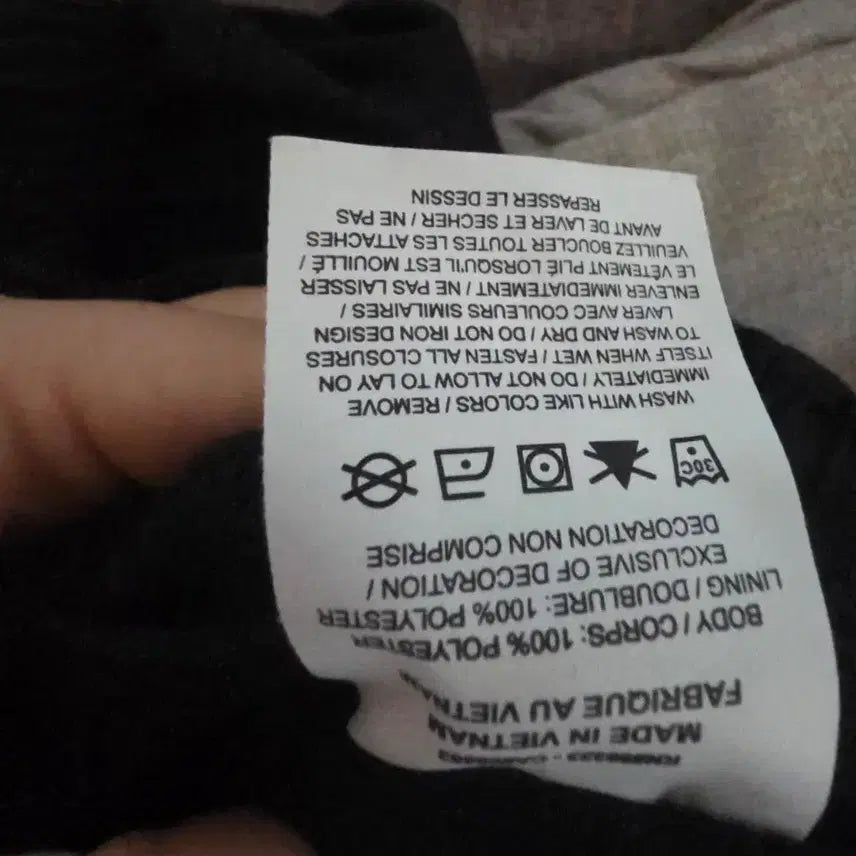 MADE IN VIETNAM
FABRIQUE AU VIETNAM
BODY / CORPS: 100% POLYESTER
LINING / DOUBLURE: 100% POLYESTER
EXCLUSIVE OF DECORATION /
DECORATION NON COMPRISE
30C
WASH WITH LIKE COLORS / REMOVE
IMMEDIATELY / DO NOT ALLOW TO LAY ON
ITSELF WHEN WET / FASTEN ALL CLOSURES
TO WASH AND DRY / DO NOT IRON DESIGN
LAVER AVEC COULEURS SIMILAIRES /
ENLEVER IMMEDIATEMENT / NE PAS LAISSER
LE VÊTEMENT PLIÉ LORSQU'IL EST MOUILLÉ /
VEUILLEZ BOUCLER TOUTES LES ATTACHES
AVANT DE LAVER ET SECHER / NE PAS
REPASSER LE DESSIN